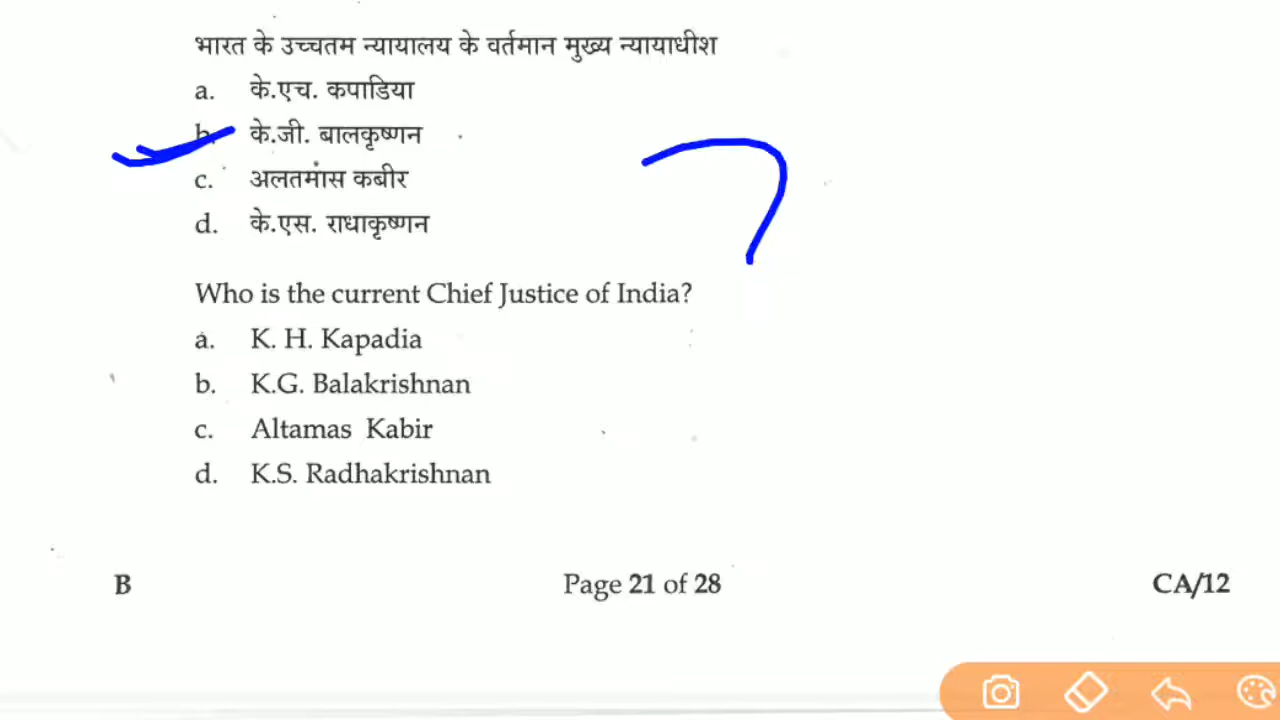 भारत के उच्चतम न्यायालय के वर्तमान मुख्य न्यायाधीश
a. के.एच. कपाडिया
b. के.जी. बालकृष्णन
c. अलतमांस कबीर
d. के.एस. राधाकृष्णन
Who is the current Chief Justice of India?
a. K. H. Kapadia
b. K.G. Balakrishnan
c. Altamas Kabir
d. K.S. Radhakrishnan
B Page 21 of 28 CA/12